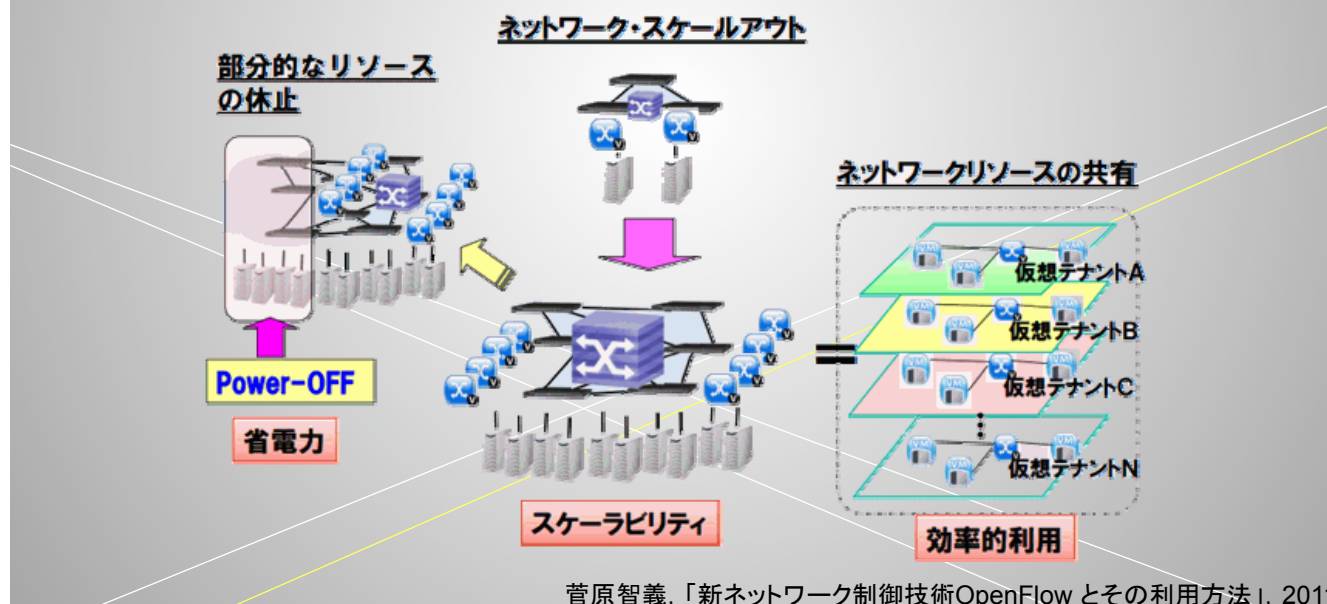 ネットワーク・スケールアウト
部分的なリソース
の休止
ネットワークリソースの共有
仮想テナントA
仮想テナントB
仮想テナントC
仮想テナントN
Power-OFF
省電力
スケーラビリティ
効率的利用
菅原智義, 「新ネットワーク制御技術OpenFlow とその利用方法」, 201